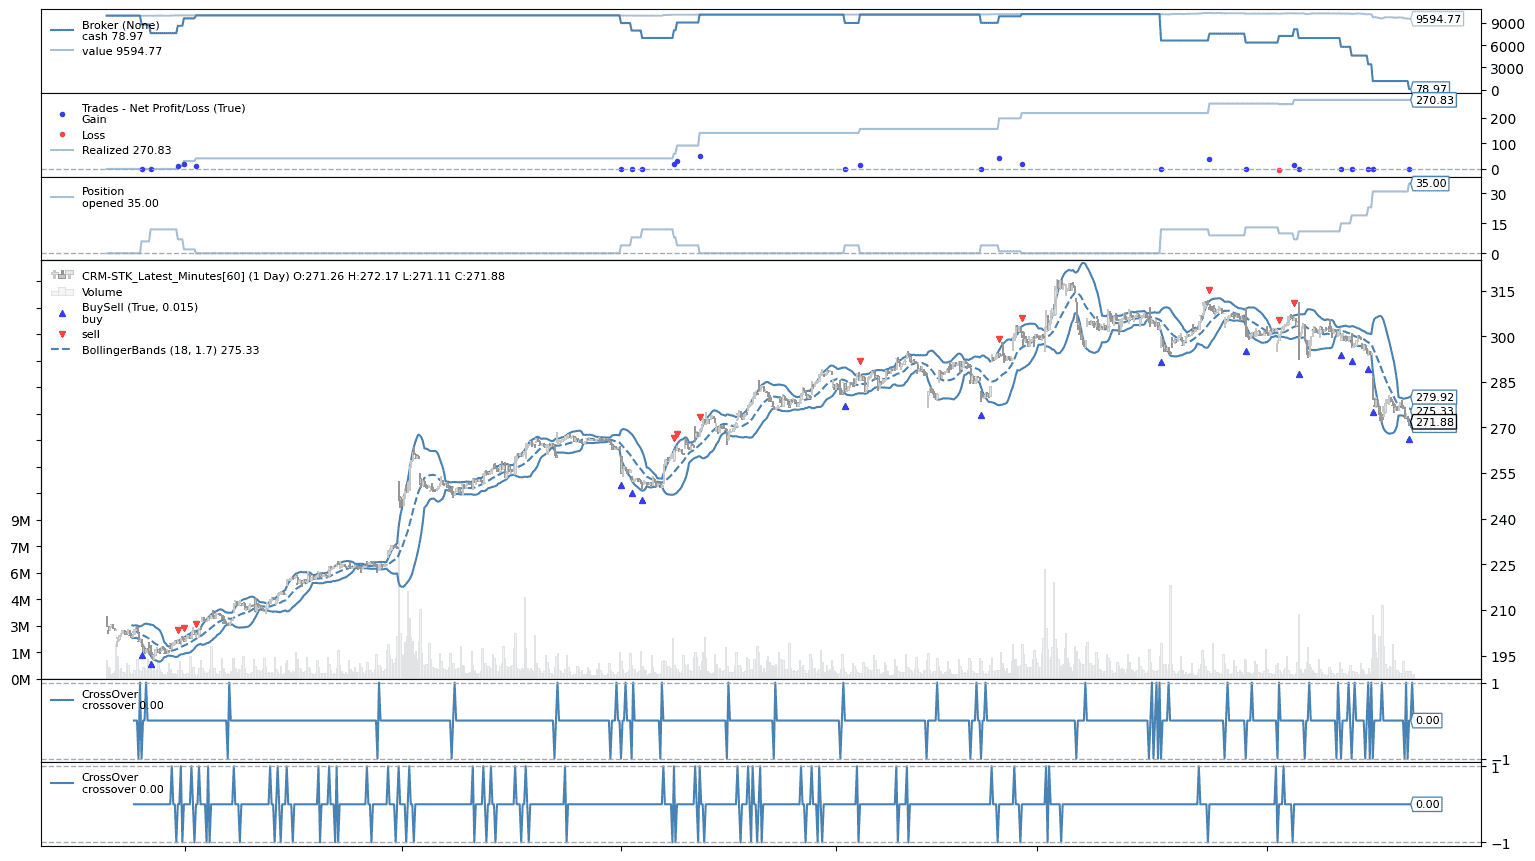 Broker (None)
cash 78.97
value 9594.77
9594.77
9000
6000
3000
0
78.97
Trades - Net Profit/Loss (True)
Gain
Loss
Realized 270.83
270.83
200
100
0
Position
opened 35.00
35.00
30
15
0
CRM-STK_Latest_Minutes[60] (1 Day) O:271.26 H:272.17 L:271.11 C:271.88
Volume
BuySell (True, 0.015)
buy
sell
BollingerBands (18, 1.7) 275.33
315
300
285
279.92
275.33
271.88
270
255
240
225
210
195
9M
7M
6M
4M
3M
1M
0M
CrossOver
crossover 0.00
1
0.00
−1
CrossOver
crossover 0.00
1
0.00
−1